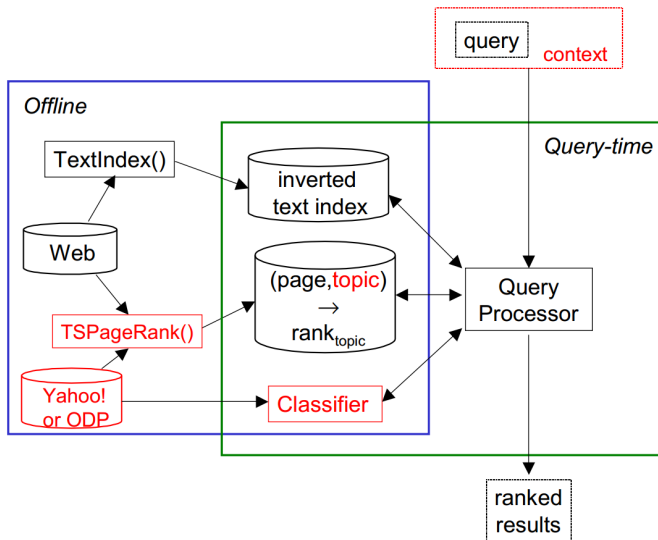 query
context
Offline
Query-time
TextIndex()
inverted
text index
Web
(page,topic)
→
rank_topic
Query
Processor
TSPageRank()
Yahoo!
or ODP
Classifier
ranked
results